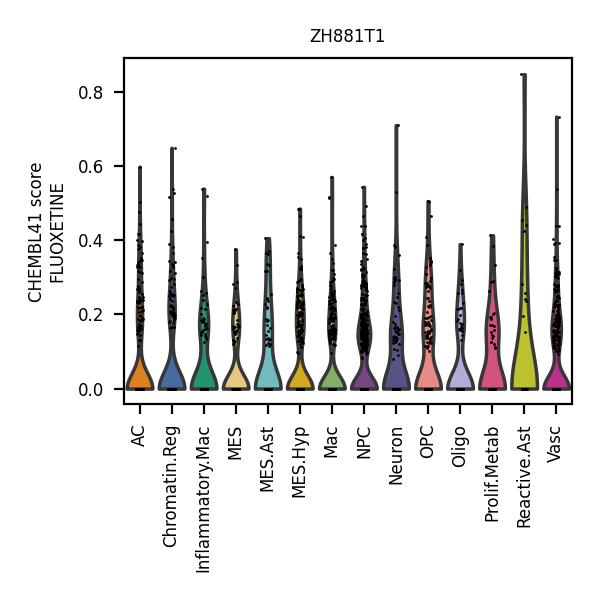 ZH881T1
CHEMBL41 score
FLUOXETINE
0.8
0.6
0.4
0.2
0.0
AC
Chromatin.Reg
Inflammatory.Mac
MES
MES.Ast
MES.Hyp
Mac
NPC
Neuron
OPC
Oligo
Prolif.Metab
Reactive.Ast
Vasc